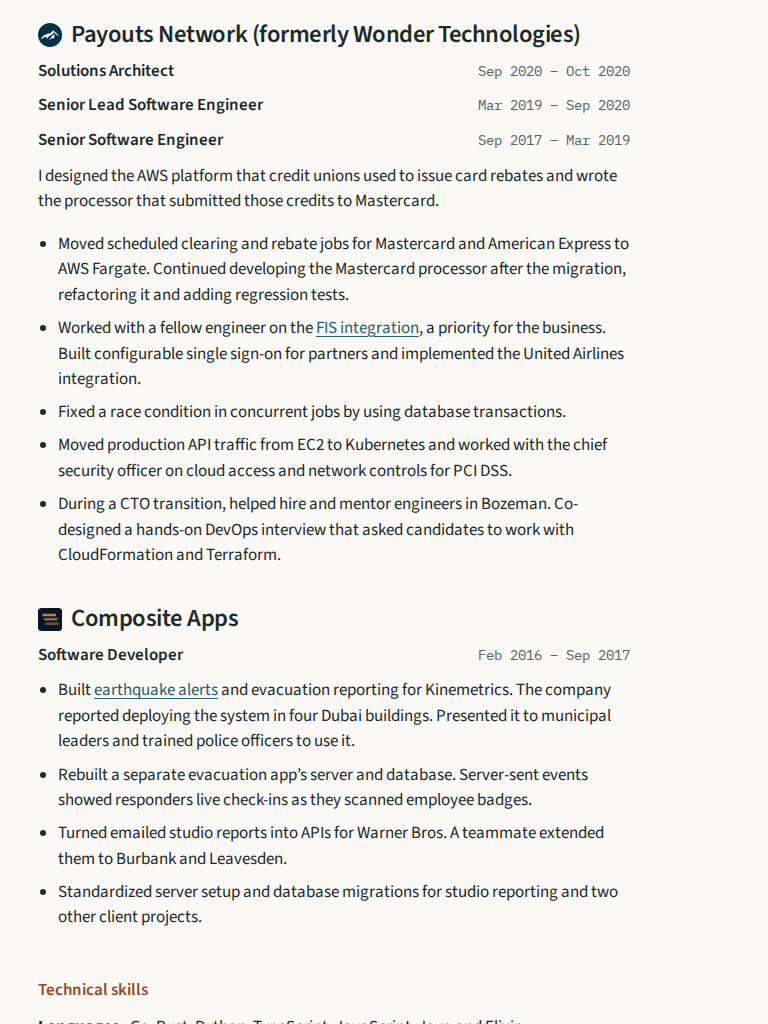 Payouts Network (formerly Wonder Technologies)
Solutions Architect Sep 2020 – Oct 2020
Senior Lead Software Engineer Mar 2019 – Sep 2020
Senior Software Engineer Sep 2017 – Mar 2019
I designed the AWS platform that credit unions used to issue card rebates and wrote
the processor that submitted those credits to Mastercard.
• Moved scheduled clearing and rebate jobs for Mastercard and American Express to
AWS Fargate. Continued developing the Mastercard processor after the migration,
refactoring it and adding regression tests.
• Worked with a fellow engineer on the FIS integration, a priority for the business.
Built configurable single sign-on for partners and implemented the United Airlines
integration.
• Fixed a race condition in concurrent jobs by using database transactions.
• Moved production API traffic from EC2 to Kubernetes and worked with the chief
security officer on cloud access and network controls for PCI DSS.
• During a CTO transition, helped hire and mentor engineers in Bozeman. Co-
designed a hands-on DevOps interview that asked candidates to work with
CloudFormation and Terraform.
Composite Apps
Software Developer Feb 2016 – Sep 2017
• Built earthquake alerts and evacuation reporting for Kinemetrics. The company
reported deploying the system in four Dubai buildings. Presented it to municipal
leaders and trained police officers to use it.
• Rebuilt a separate evacuation app’s server and database. Server-sent events
showed responders live check-ins as they scanned employee badges.
• Turned emailed studio reports into APIs for Warner Bros. A teammate extended
them to Burbank and Leavesden.
• Standardized server setup and database migrations for studio reporting and two
other client projects.
Technical skills